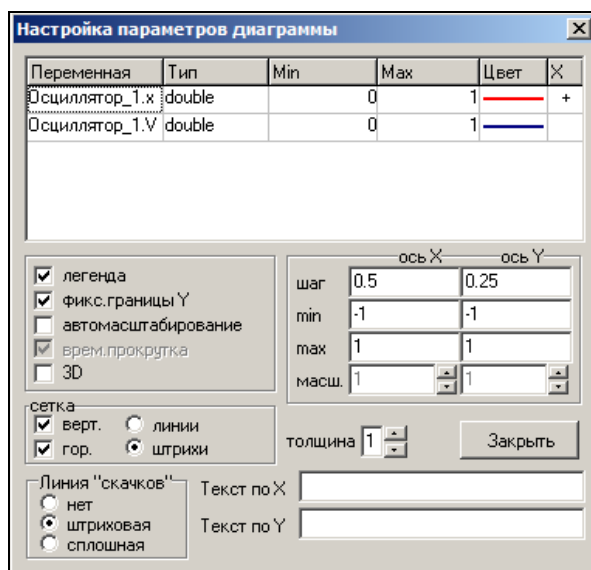 Настройка параметров диаграммы
Переменная Тип Min Max Цвет X
Осциллятор_1.x double 0 1 +
Осциллятор_1.V double 0 1
легенда
фикс.границы Y
автомасштабирование
врем.прокрутка
3D
ось X ось Y
шаг 0.5 0.25
min -1 -1
max 1 1
масш. 1 1
сетка
верт. линии
гор. штрихи
толщина 1 Закрыть
Линия "скачков"
нет
штриховая
сплошная
Текст по X
Текст по Y